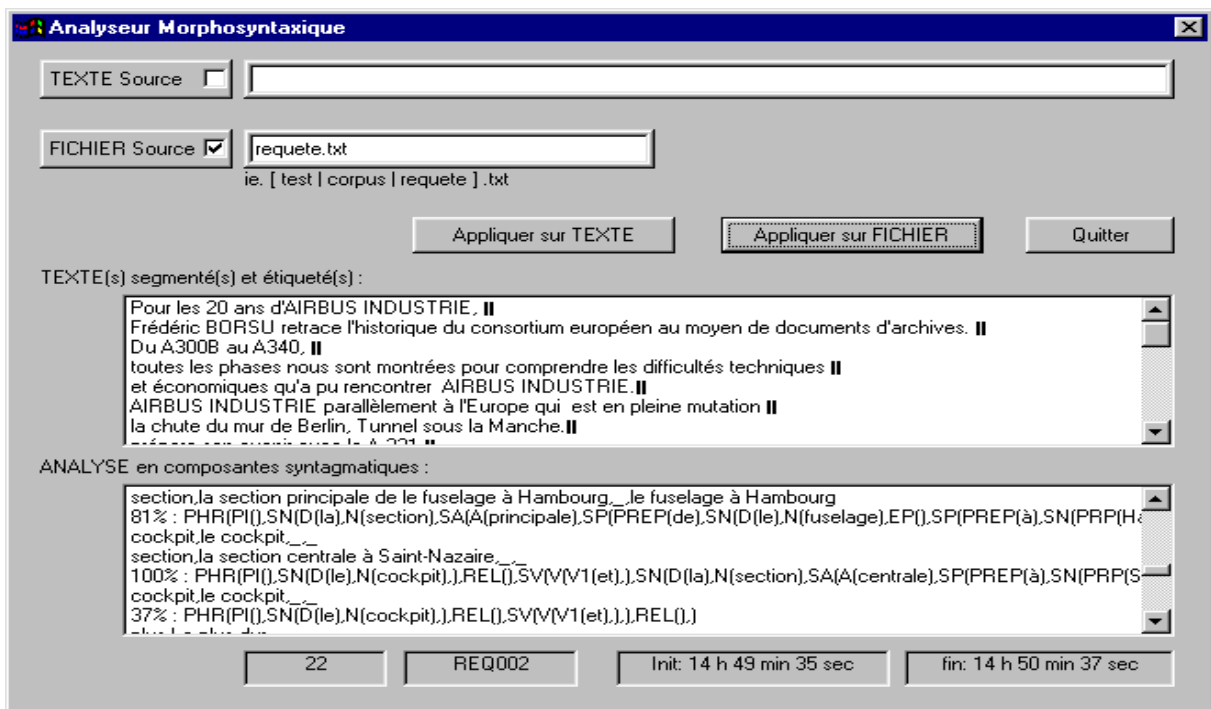 Analyseur Morphosyntaxique
TEXTE Source
FICHIER Source requete.txt
ie. [ test | corpus | requete ] .txt
Appliquer sur TEXTE Appliquer sur FICHIER Quitter
TEXTE(s) segmenté(s) et étiqueté(s) :
Pour les 20 ans d'AIRBUS INDUSTRIE, ||
Frédéric BORSU retrace l'historique du consortium européen au moyen de documents d'archives. ||
Du A300B au A340, ||
toutes les phases nous sont montrées pour comprendre les difficultés techniques ||
et économiques qu'a pu rencontrer AIRBUS INDUSTRIE.||
AIRBUS INDUSTRIE parallèlement à l'Europe qui est en pleine mutation ||
la chute du mur de Berlin, Tunnel sous la Manche.||
ANALYSE en composantes syntagmatiques :
section,la section principale de le fuselage à Hambourg,_,le fuselage à Hambourg
81% : PHR(PI(),SN(D(la),N(section),SA(A(principale),SP(PREP(de),SN(D(le),N(fuselage),EP(),SP(PREP(à),SN(PRP(Ha
cockpit,le cockpit,_,_
section,la section centrale à Saint-Nazaire,_,_
100% : PHR(PI(),SN(D(le),N(cockpit),),REL(),SV(V(V1(et),),SN(D(la),N(section),SA(A(centrale),SP(PREP(à),SN(PRP(S
cockpit,le cockpit,_,_
37% : PHR(PI(),SN(D(le),N(cockpit),),REL(),SV(V(V1(et),),),REL(),)
22 REQ002 Init: 14 h 49 min 35 sec fin: 14 h 50 min 37 sec